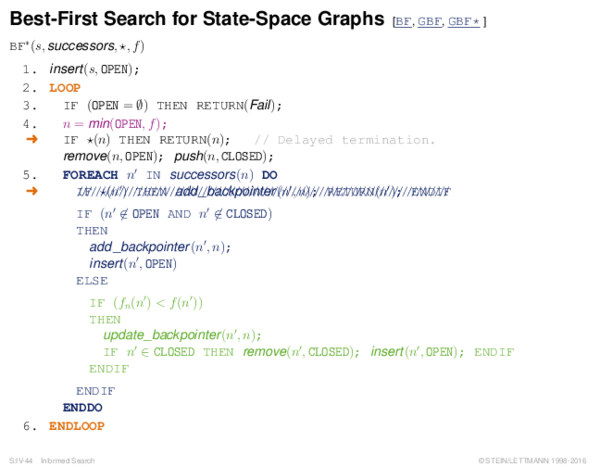 Best-First Search for State-Space Graphs [BF, GBF, GBF⋆]
BF*(s, successors, ⋆, f)
1. insert(s, OPEN);
2. LOOP
3. IF (OPEN = ∅) THEN RETURN(Fail);
4. n = min(OPEN, f);
➜ IF ⋆(n) THEN RETURN(n); // Delayed termination.
remove(n, OPEN); push(n, CLOSED);
5. FOREACH n′ IN successors(n) DO
➜ IF ⋆(n′) THEN add_backpointer(n′, n); RETURN(n′); ENDIF
IF (n′ ∉ OPEN AND n′ ∉ CLOSED)
THEN
add_backpointer(n′, n);
insert(n′, OPEN)
ELSE
IF (fₙ(n′) < f(n′))
THEN
update_backpointer(n′, n);
IF n′ ∈ CLOSED THEN remove(n′, CLOSED); insert(n′, OPEN); ENDIF
ENDIF
ENDIF
ENDDO
6. ENDLOOP
S:IV-44 Informed Search ©STEIN/LETTMANN 1998-2016